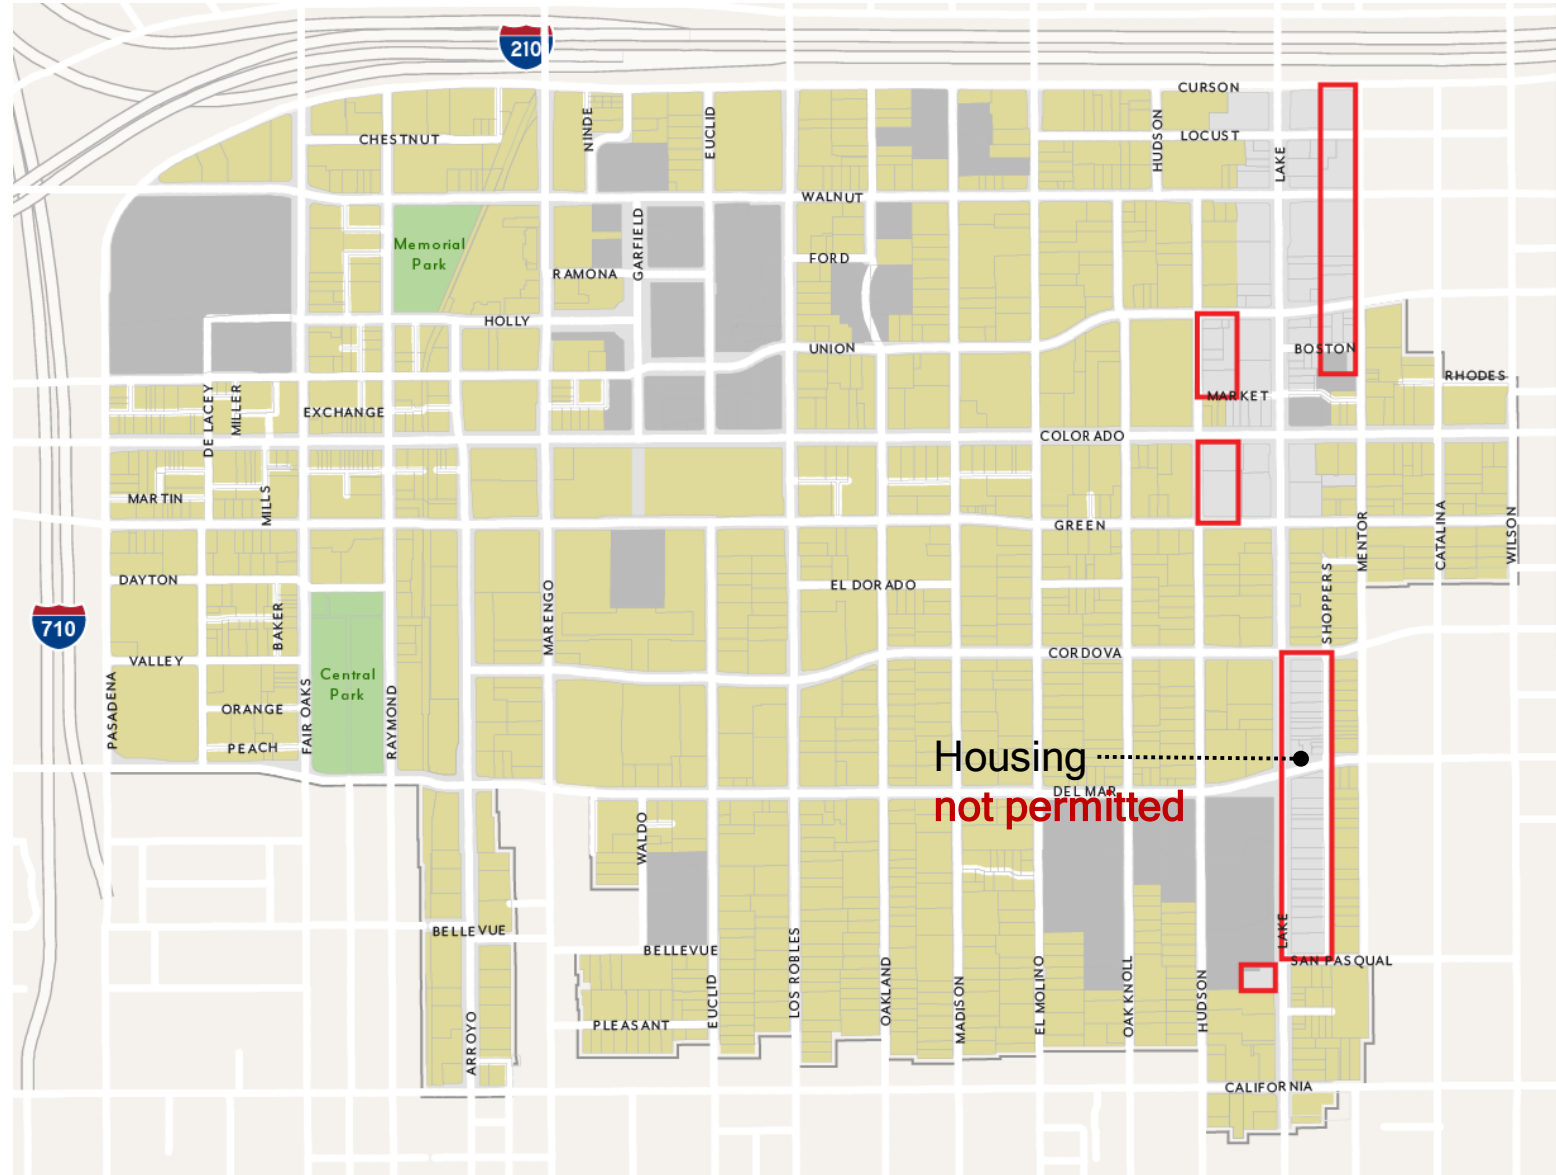 210
CURSON
CHESTNUT
NINDE
EUCLID
HUDSON
LOCUST
LAKE
WALNUT
Memorial
Park
GARFIELD
RAMONA
FORD
HOLLY
UNION
BOSTON
RHODES
DE LACEY
MILLER
EXCHANGE
MARKET
COLORADO
MARTIN
MILLS
GREEN
MENTOR
CATALINA
WILSON
DAYTON
BAKER
MARENGO
EL DORADO
SHOPPERS
710
VALLEY
CORDOVA
Central
Park
PASADENA
ORANGE
FAIR OAKS
RAYMOND
PEACH
Housing
not permitted
DEL MAR
WALDO
BELLEVUE
BELLEVUE
LAKE
SAN PASQUAL
EUCLID
LOS ROBLES
OAKLAND
MADISON
EL MOLINO
OAK KNOLL
HUDSON
PLEASANT
ARROYO
CALIFORNIA